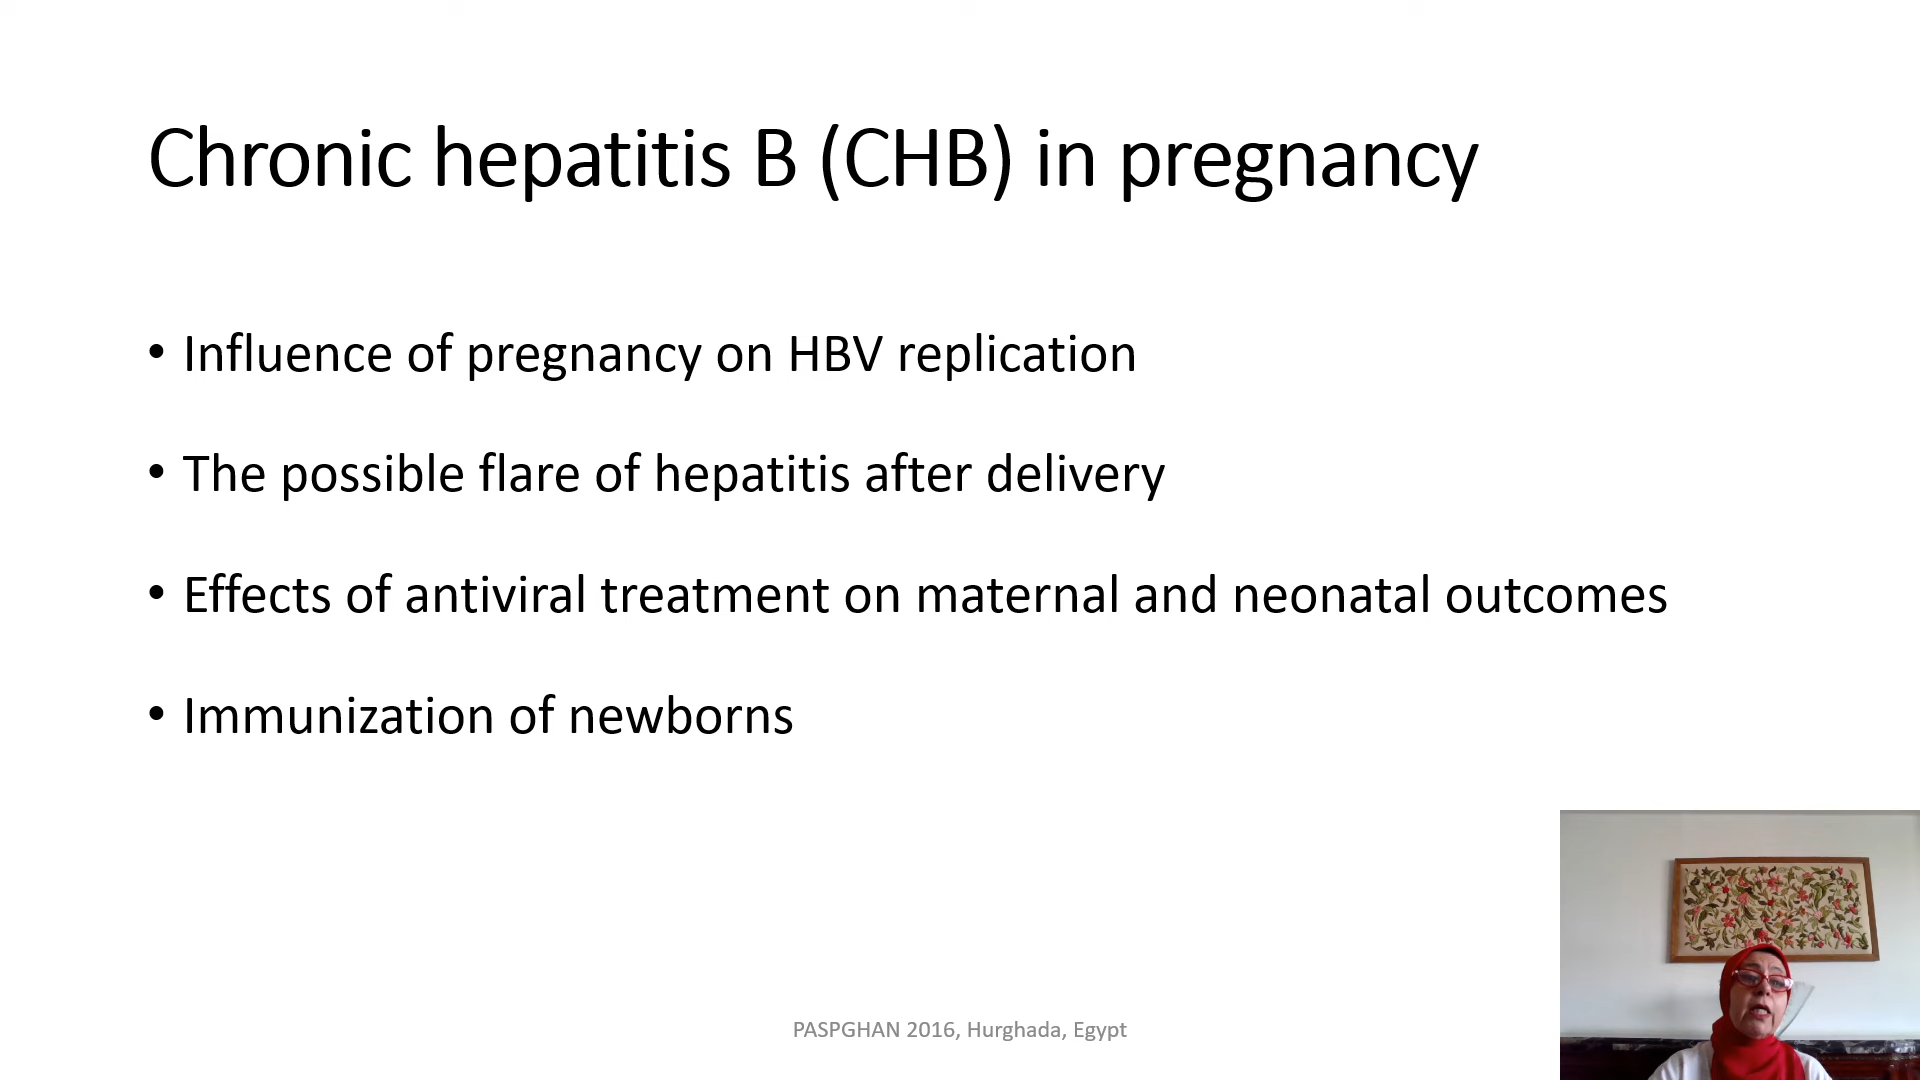 Chronic hepatitis B (CHB) in pregnancy
• Influence of pregnancy on HBV replication
• The possible flare of hepatitis after delivery
• Effects of antiviral treatment on maternal and neonatal outcomes
• Immunization of newborns
PASPGHAN 2016, Hurghada, Egypt